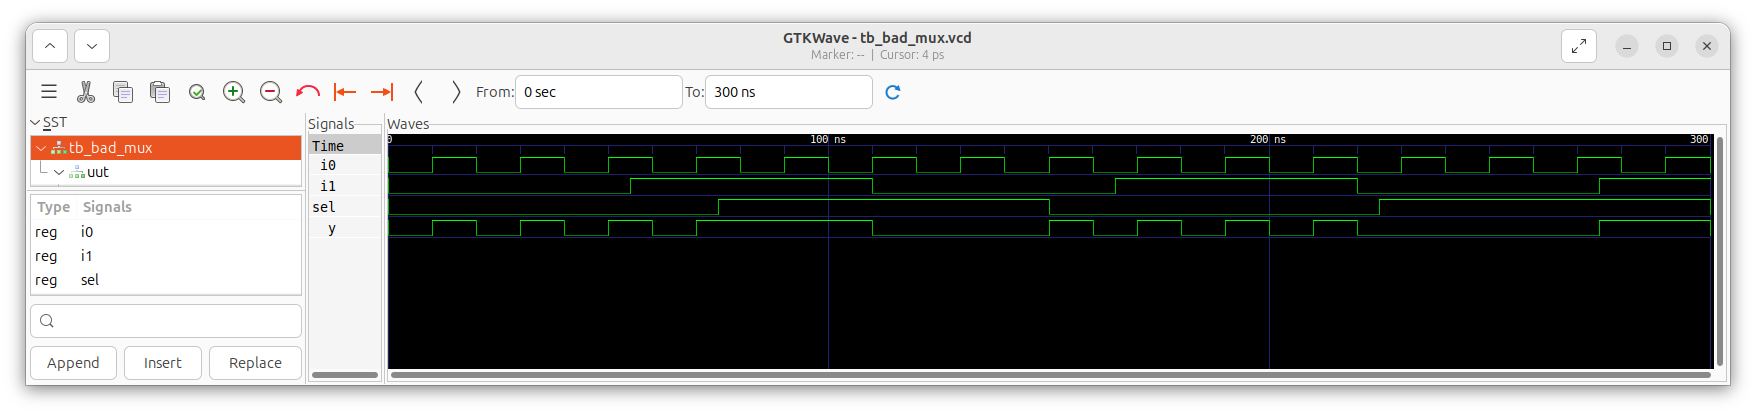 GTKWave - tb_bad_mux.vcd
Marker: -- | Cursor: 4 ps
From: 0 sec To: 300 ns
SST
tb_bad_mux
uut
Type Signals
reg i0
reg i1
reg sel
Append Insert Replace
Signals
Time
i0
i1
sel
y
Waves
0 100 ns 200 ns 300